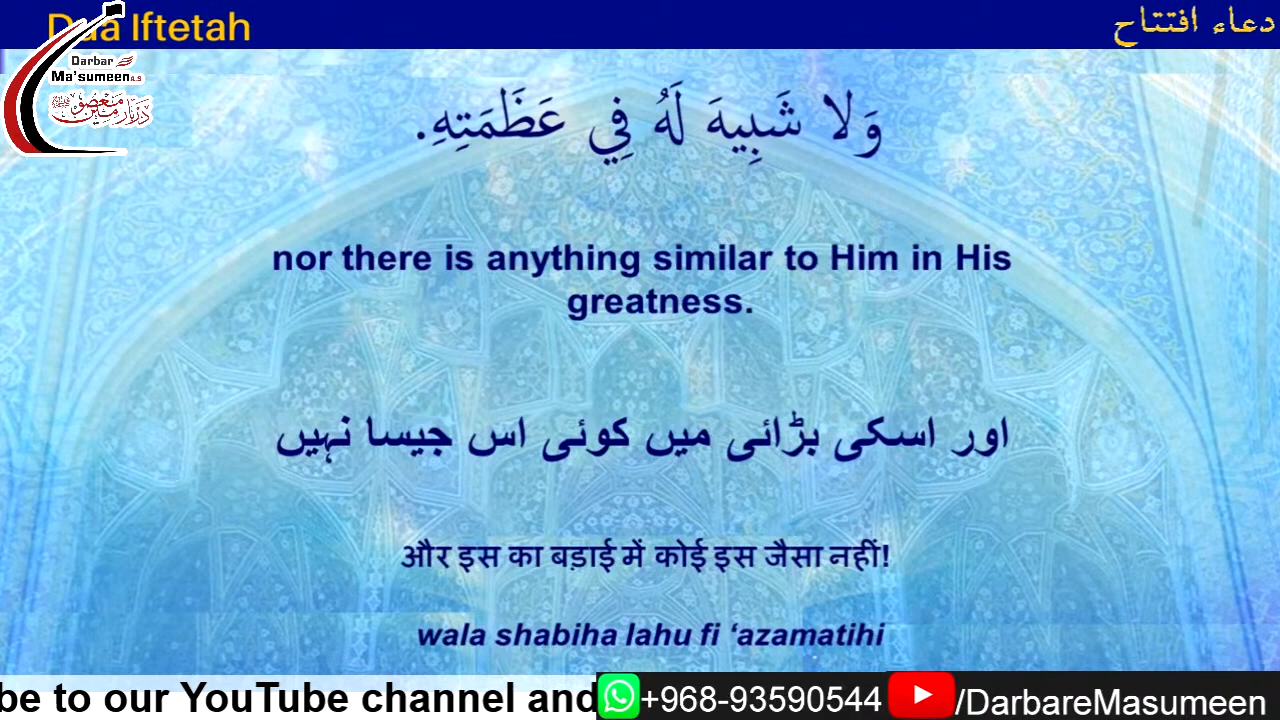 Dua Iftetah
دعاء افتتاح
Darbar
Ma'sumeen A.S
وَلا شَبِيهَ لَهُ فِي عَظَمَتِهِ.
nor there is anything similar to Him in His
greatness.
اور اسکی بڑائی میں کوئی اس جیسا نہیں
और इस का बड़ाई में कोई इस जैसा नहीं!
wala shabiha lahu fi ‘azamatihi
be to our YouTube channel and
+968-93590544
/DarbareMasumeen